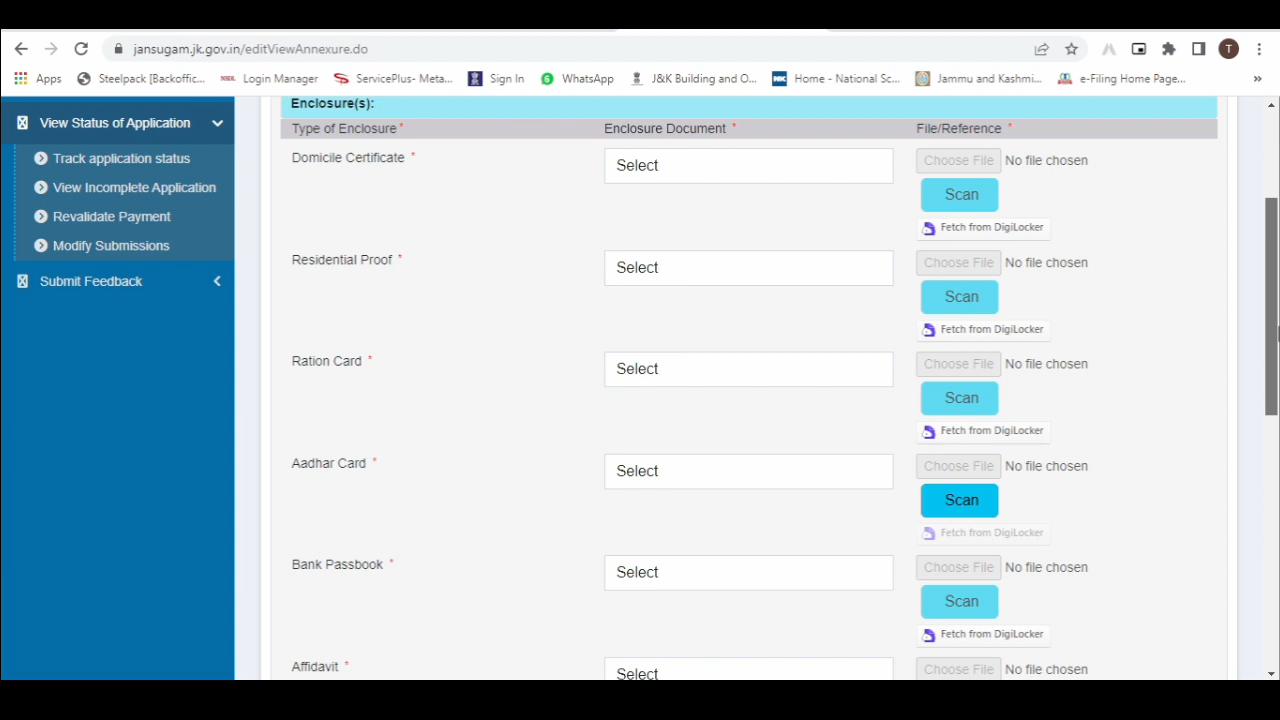 jansugam.jk.gov.in/editViewAnnexure.do
T
Apps Steelpack [Backoffic... NSDL Login Manager ServicePlus- Meta... Sign In WhatsApp J&K Building and O... Home - National Sc... Jammu and Kashmi... e-Filing Home Page... »
View Status of Application
Track application status
View Incomplete Application
Revalidate Payment
Modify Submissions
Submit Feedback
Enclosure(s):
Type of Enclosure * Enclosure Document * File/Reference *
Domicile Certificate * Select Choose File No file chosen
Scan
Fetch from DigiLocker
Residential Proof * Select Choose File No file chosen
Scan
Fetch from DigiLocker
Ration Card * Select Choose File No file chosen
Scan
Fetch from DigiLocker
Aadhar Card * Select Choose File No file chosen
Scan
Fetch from DigiLocker
Bank Passbook * Select Choose File No file chosen
Scan
Fetch from DigiLocker
Affidavit * Select Choose File No file chosen